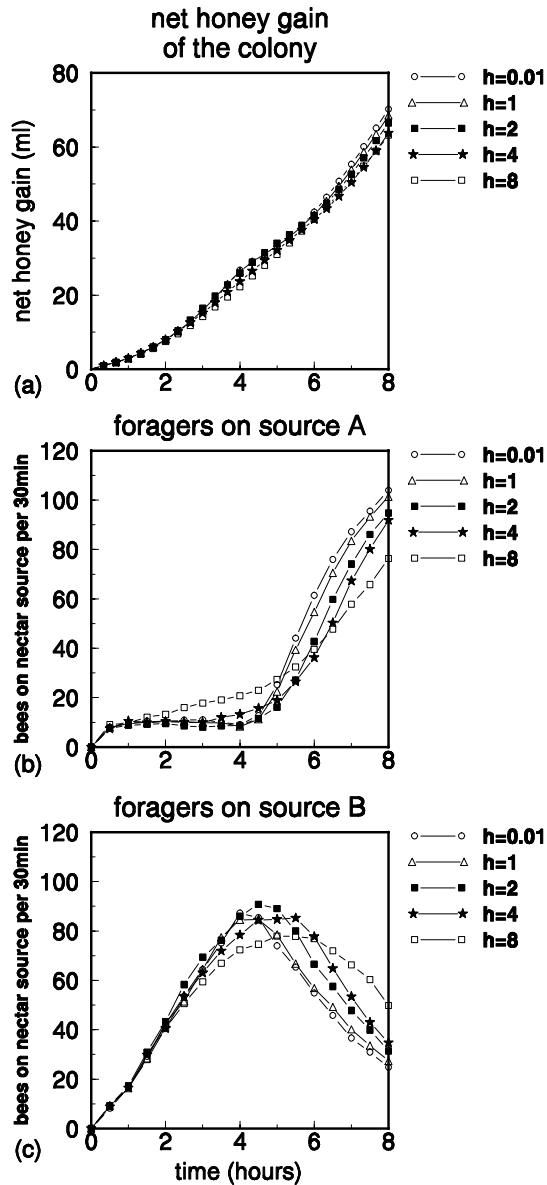 net honey gain
of the colony
net honey gain (ml)
80
60
40
20
0
0
2
4
6
8
h=0.01
h=1
h=2
h=4
h=8
(a)
foragers on source A
bees on nectar source per 30min
120
100
80
60
40
20
0
0
2
4
6
8
h=0.01
h=1
h=2
h=4
h=8
(b)
foragers on source B
bees on nectar source per 30min
120
100
80
60
40
20
0
0
2
4
6
8
h=0.01
h=1
h=2
h=4
h=8
(c)
time (hours)